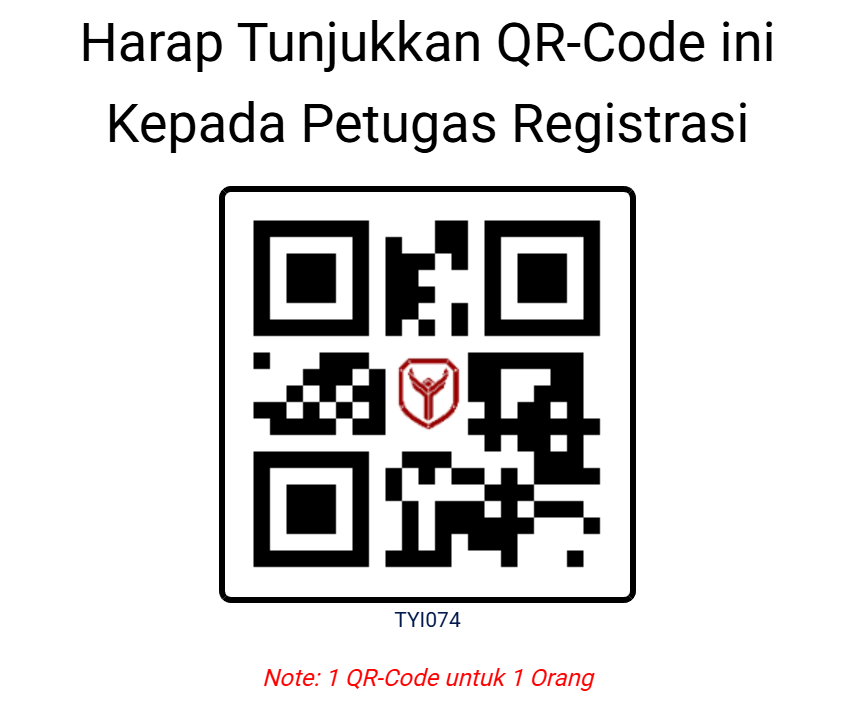 Harap Tunjukkan QR-Code ini
Kepada Petugas Registrasi
TYI074
Note: 1 QR-Code untuk 1 Orang